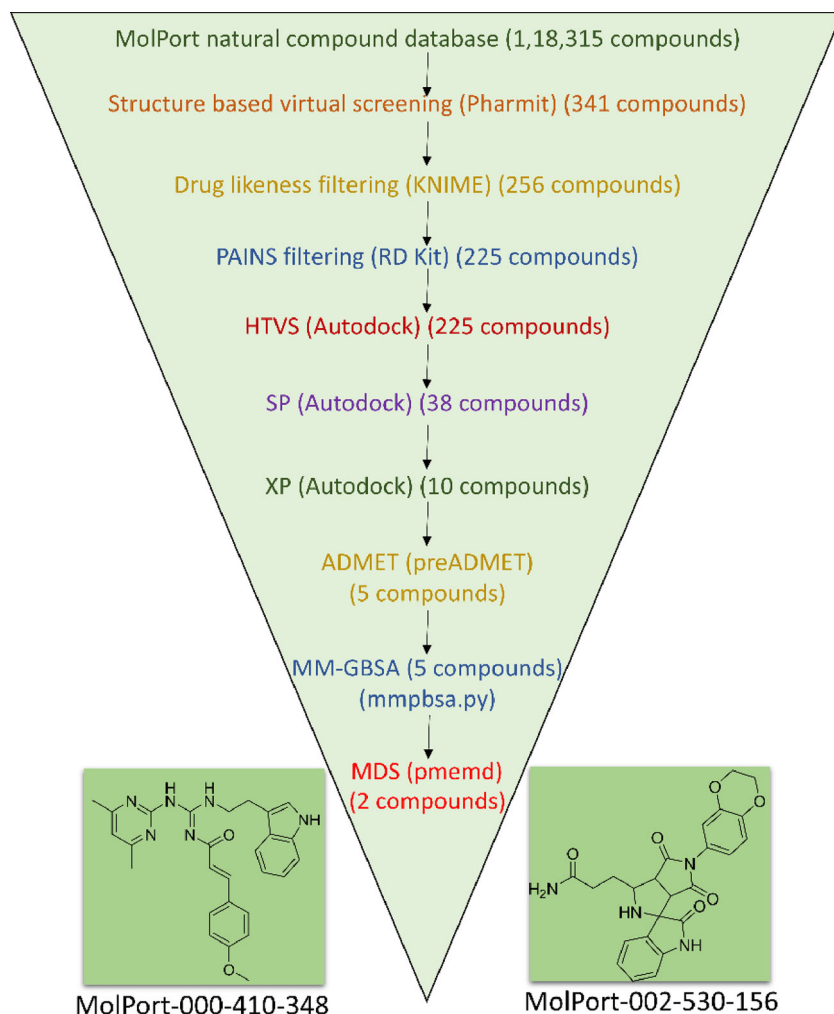 MolPort natural compound database (1,18,315 compounds)
Structure based virtual screening (Pharmit) (341 compounds)
Drug likeness filtering (KNIME) (256 compounds)
PAINS filtering (RD Kit) (225 compounds)
HTVS (Autodock) (225 compounds)
SP (Autodock) (38 compounds)
XP (Autodock) (10 compounds)
ADMET (preADMET)
(5 compounds)
MM-GBSA (5 compounds)
(mmpbsa.py)
MDS (pmemd)
(2 compounds)
N
H
N
H
N
N
N
O
NH
O
MolPort-000-410-348
O
O
O
N
O
O
H₂N
HN
O
N
H
MolPort-002-530-156